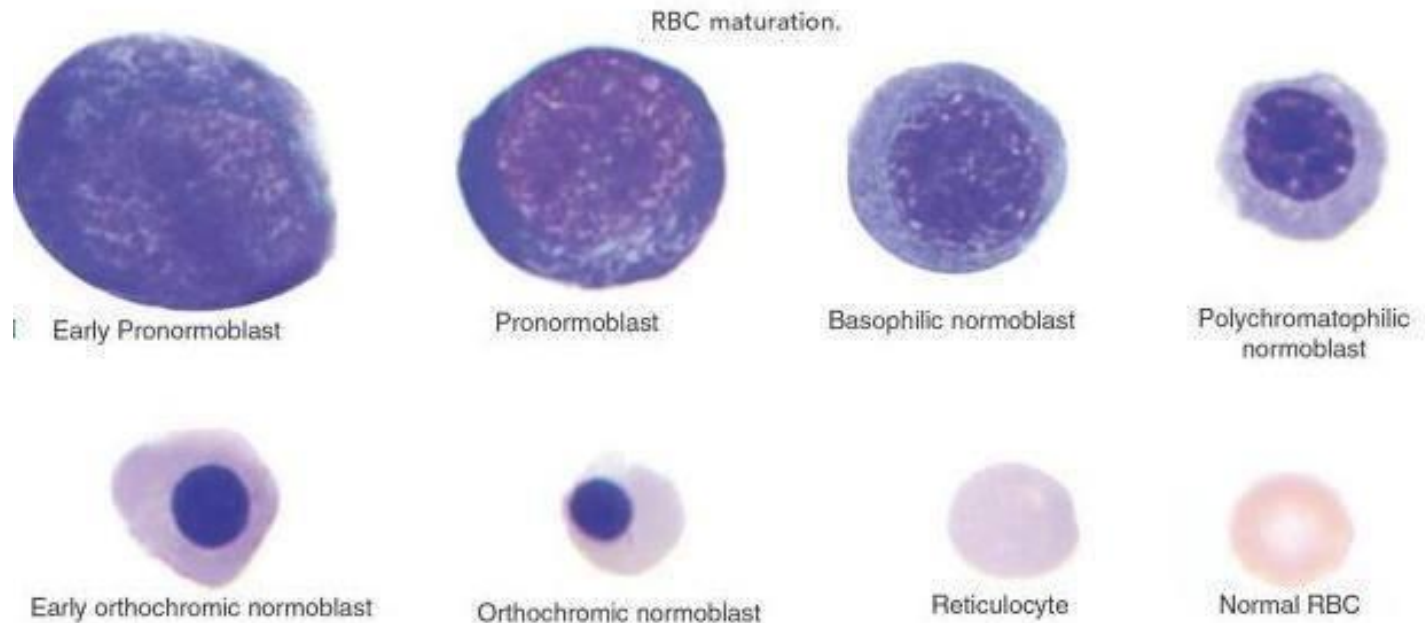 RBC maturation.
Early Pronormoblast
Pronormoblast
Basophilic normoblast
Polychromatophilic
normoblast
Early orthochromic normoblast
Orthochromic normoblast
Reticulocyte
Normal RBC